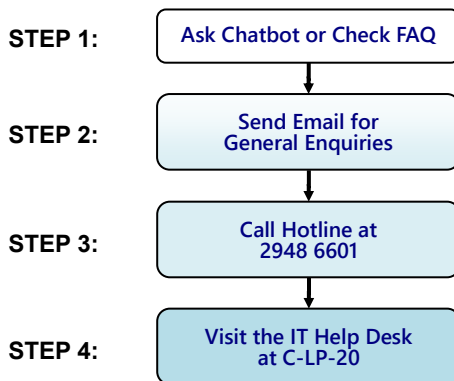 STEP 1:
Ask Chatbot or Check FAQ
STEP 2:
Send Email for
General Enquiries
STEP 3:
Call Hotline at
2948 6601
STEP 4:
Visit the IT Help Desk
at C-LP-20